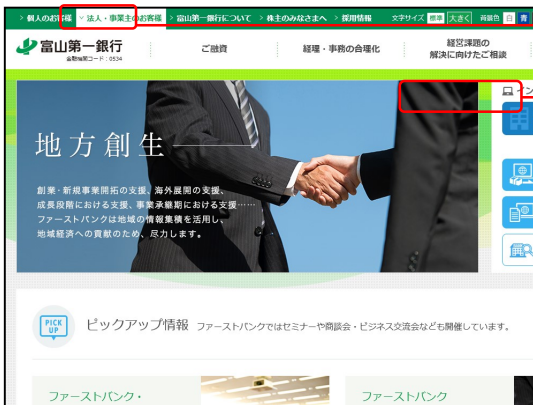 > 個人のお客様 法人・事業主のお客様 > 富山第一銀行について > 株主のみなさまへ > 採用情報 文字サイズ 標準 大きく 背景色 白 青
富山第一銀行
金融機関コード：0534
ご融資
経理・事務の合理化
経営課題の
解決に向けたご相談
地方創生
創業・新規事業開拓の支援、海外展開の支援、
成長段階における支援、事業承継期における支援……
ファーストバンクは地域の情報集積を活用し、
地域経済への貢献のため、尽力します。
イン
PICK
UP
ピックアップ情報 ファーストバンクではセミナーや商談会・ビジネス交流会なども開催しています。
ファーストバンク・
ファーストバンク